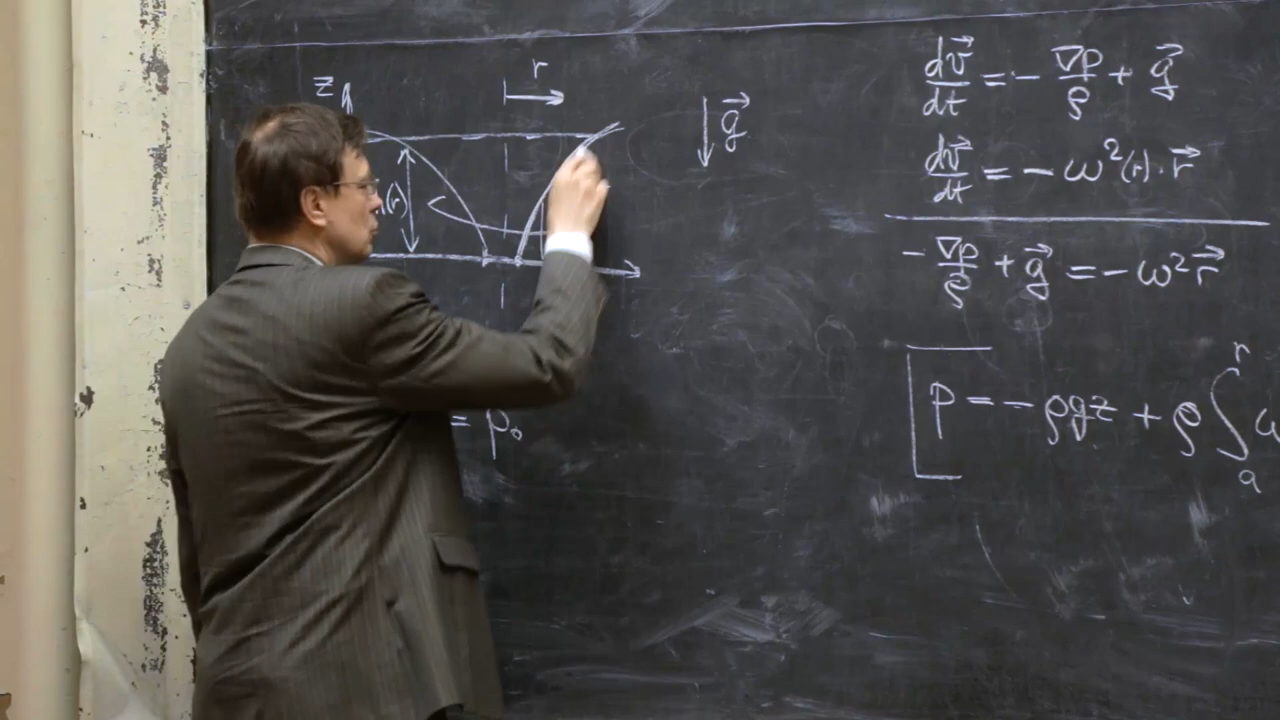 z
r
(r)
g⃗
= p₀
dv⃗/dt = - ∇p/ρ + g⃗
dv⃗/dt = - ω²(r)·r⃗
- ∇p/ρ + g⃗ = - ω² r⃗
p = - ρgz + ρ ∫ₐʳ ω